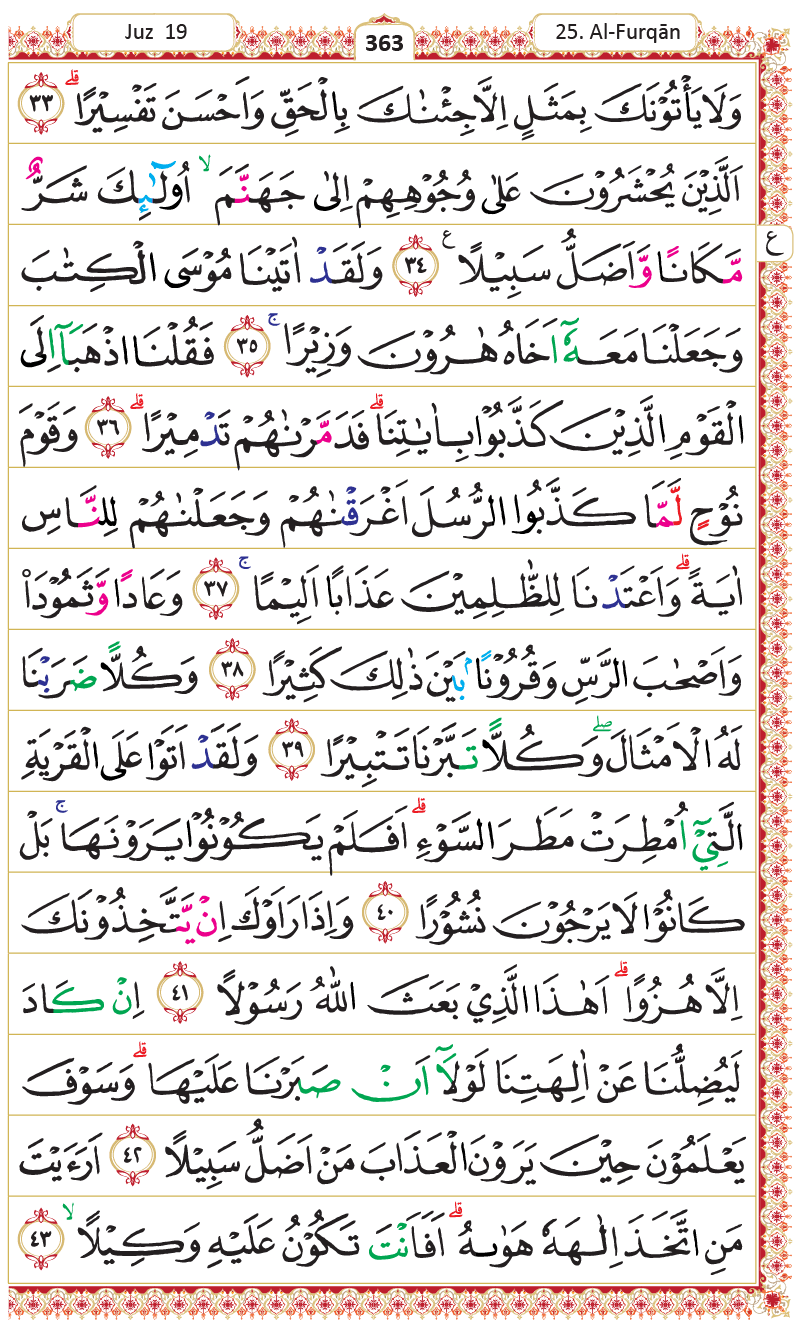 Juz 19
363
25. Al-Furqān
وَلَا يَأْتُوْنَكَ بِمَثَلٍ اِلَّا جِئْنٰكَ بِالْحَقِّ وَاَحْسَنَ تَفْسِيْرًا ۗ ٣٣
اَلَّذِيْنَ يُحْشَرُوْنَ عَلٰى وُجُوْهِهِمْ اِلٰى جَهَنَّمَ ۙ اُولٰۤىِٕكَ شَرٌّ
مَّكَانًا وَّاَضَلُّ سَبِيْلًا ࣖ ٣٤ وَلَقَدْ اٰتَيْنَا مُوْسَى الْكِتٰبَ
ع
وَجَعَلْنَا مَعَهٗٓ اَخَاهُ هٰرُوْنَ وَزِيْرًا ۚ ٣٥ فَقُلْنَا اذْهَبَآ اِلَى
الْقَوْمِ الَّذِيْنَ كَذَّبُوْا بِاٰيٰتِنَا ۗ فَدَمَّرْنٰهُمْ تَدْمِيْرًا ۗ ٣٦ وَقَوْمَ
نُوْحٍ لَّمَّا كَذَّبُوا الرُّسُلَ اَغْرَقْنٰهُمْ وَجَعَلْنٰهُمْ لِلنَّاسِ
اٰيَةً ۗ وَاَعْتَدْنَا لِلظّٰلِمِيْنَ عَذَابًا اَلِيْمًا ۚ ٣٧ وَعَادًا وَّثَمُوْدَا۟
وَاَصْحٰبَ الرَّسِّ وَقُرُوْنًاۢ بَيْنَ ذٰلِكَ كَثِيْرًا ٣٨ وَكُلًّا ضَرَبْنَا
لَهُ الْاَمْثَالَ ۖ وَكُلًّا تَبَّرْنَا تَتْبِيْرًا ٣٩ وَلَقَدْ اَتَوْا عَلَى الْقَرْيَةِ
الَّتِيْٓ اُمْطِرَتْ مَطَرَ السَّوْءِ ۗ اَفَلَمْ يَكُوْنُوْا يَرَوْنَهَا ۚ بَلْ
كَانُوْا لَا يَرْجُوْنَ نُشُوْرًا ٤٠ وَاِذَا رَاَوْكَ اِنْ يَّتَّخِذُوْنَكَ
اِلَّا هُزُوًا ۗ اَهٰذَا الَّذِيْ بَعَثَ اللّٰهُ رَسُوْلًا ٤١ اِنْ كَادَ
لَيُضِلُّنَا عَنْ اٰلِهَتِنَا لَوْلَآ اَنْ صَبَرْنَا عَلَيْهَا ۗ وَسَوْفَ
يَعْلَمُوْنَ حِيْنَ يَرَوْنَ الْعَذَابَ مَنْ اَضَلُّ سَبِيْلًا ٤٢ اَرَءَيْتَ
مَنِ اتَّخَذَ اِلٰهَهٗ هَوٰىهُ ۗ اَفَاَنْتَ تَكُوْنُ عَلَيْهِ وَكِيْلًا ۙ ٤٣